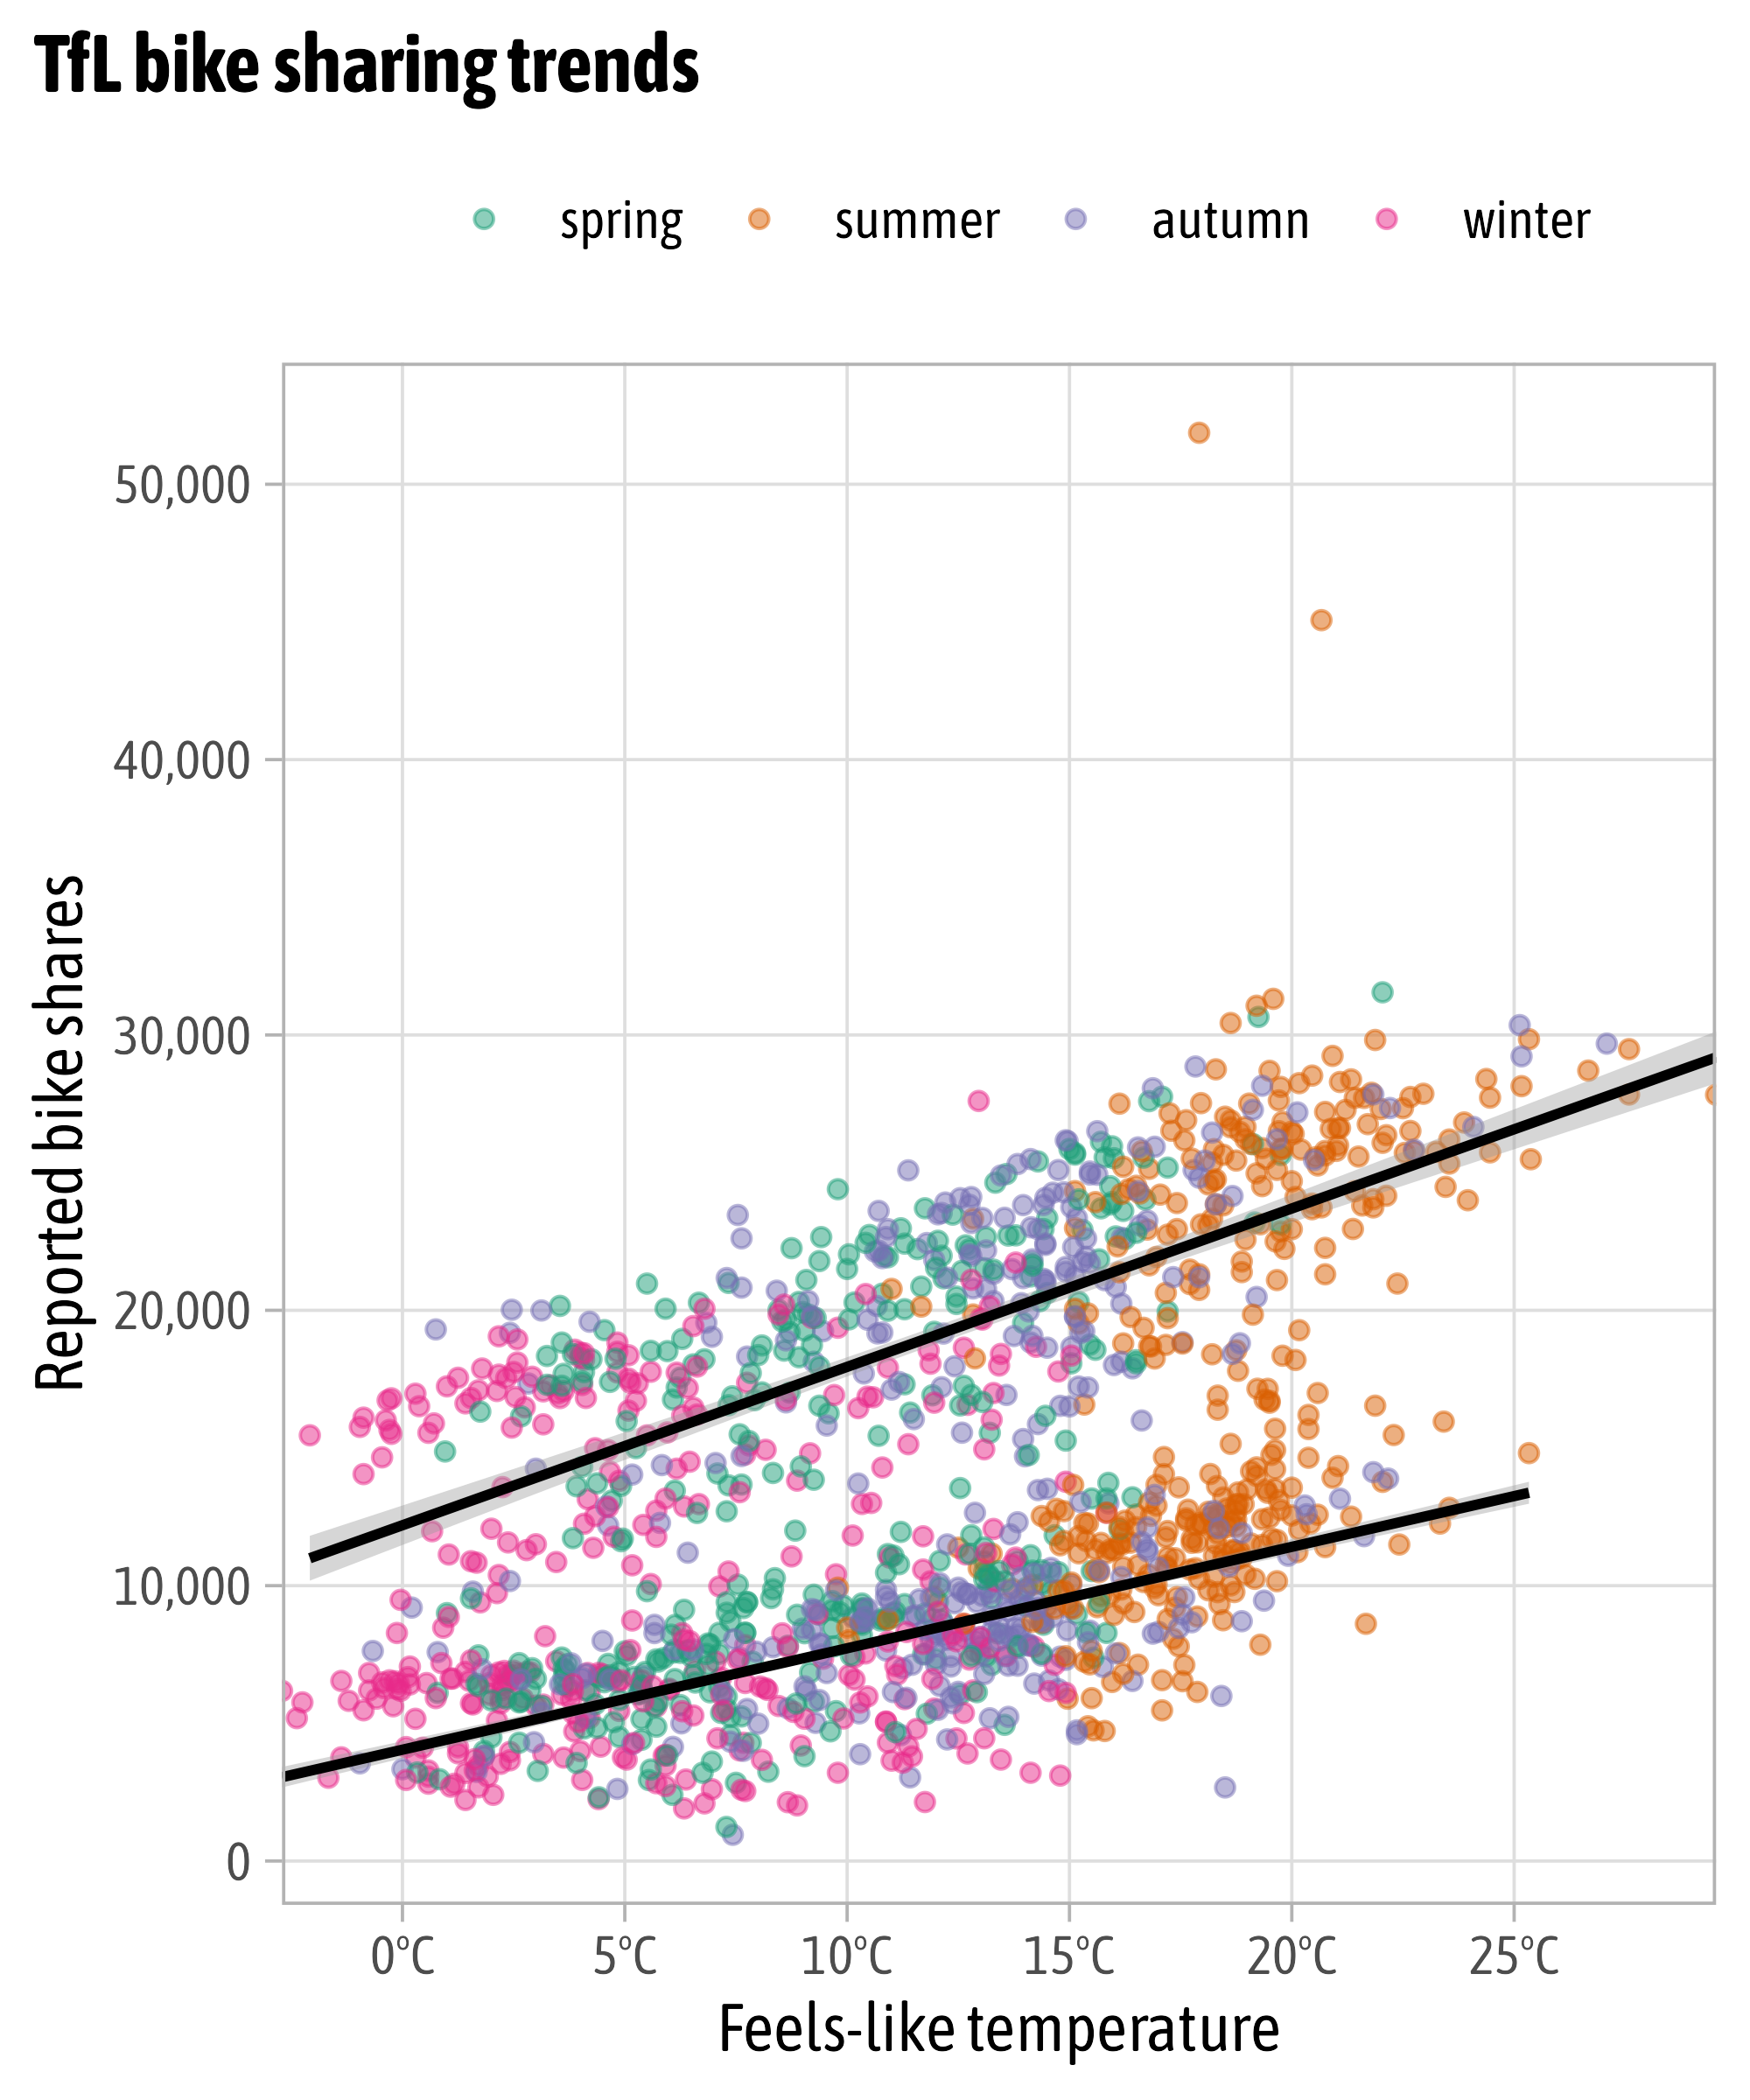 TfL bike sharing trends
spring summer autumn winter
Reported bike shares
50,000
40,000
30,000
20,000
10,000
0
0°C 5°C 10°C 15°C 20°C 25°C
Feels-like temperature